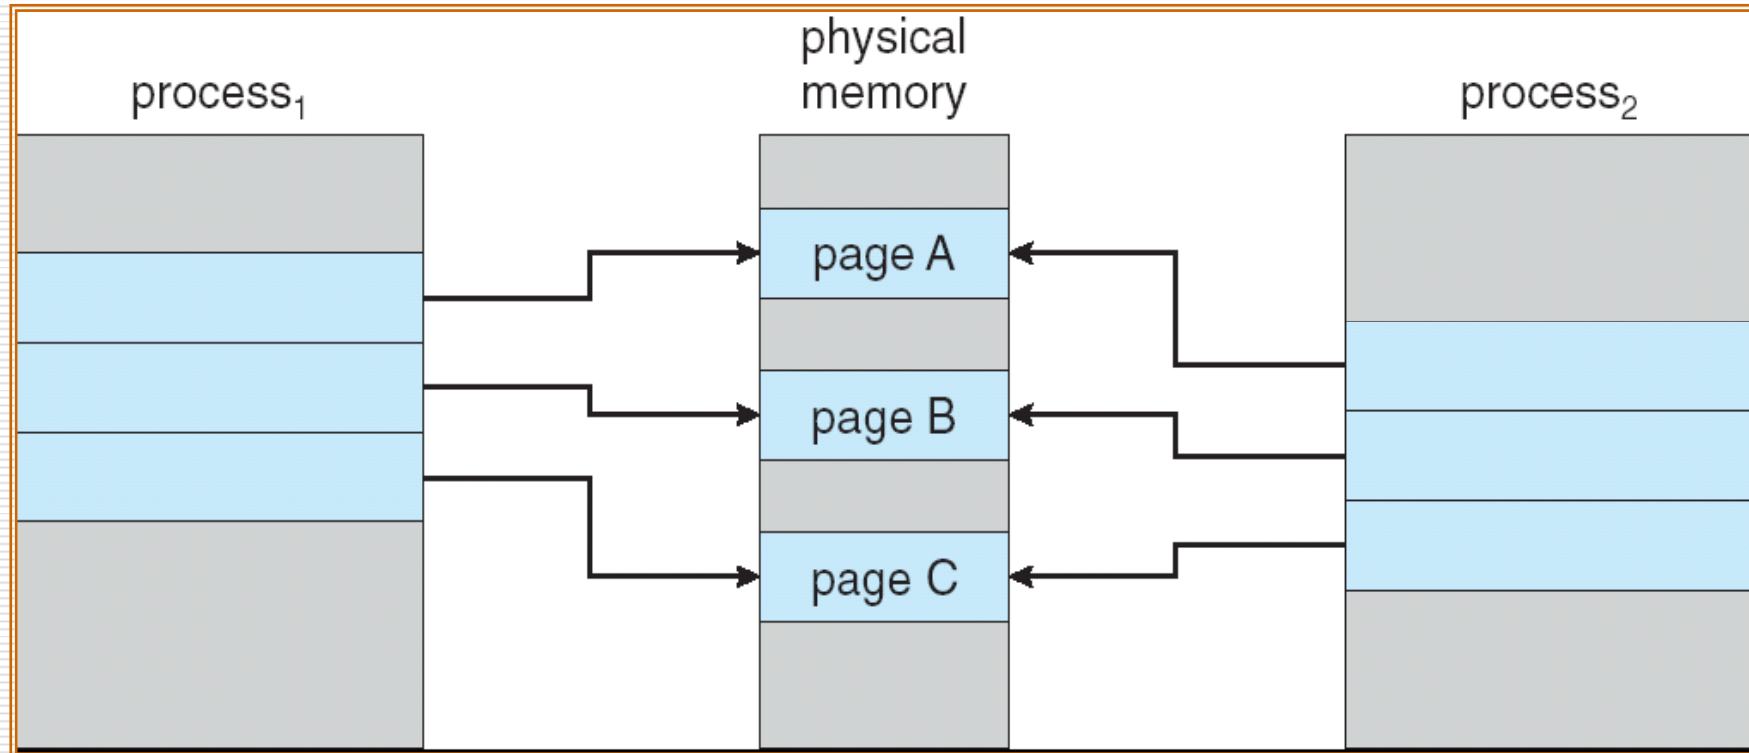 physical
memory
process₁
process₂
page A
page B
page C